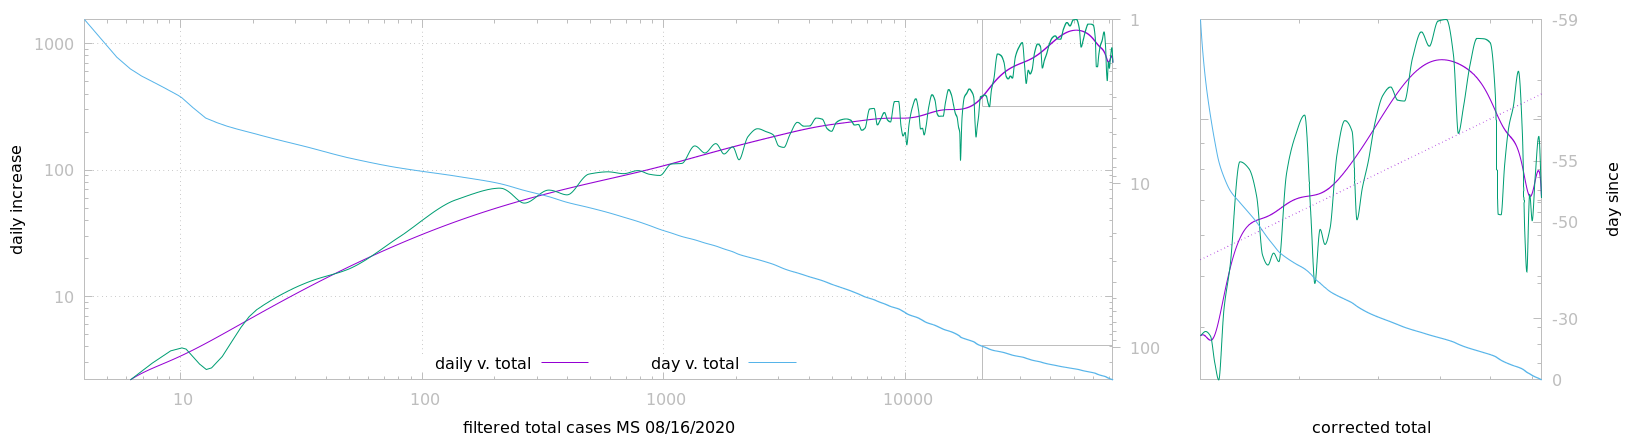 1000
100
10
daily increase
10
100
1000
10000
filtered total cases MS 08/16/2020
daily v. total
day v. total
1
10
100
corrected total
-59
-55
-50
-30
0
day since